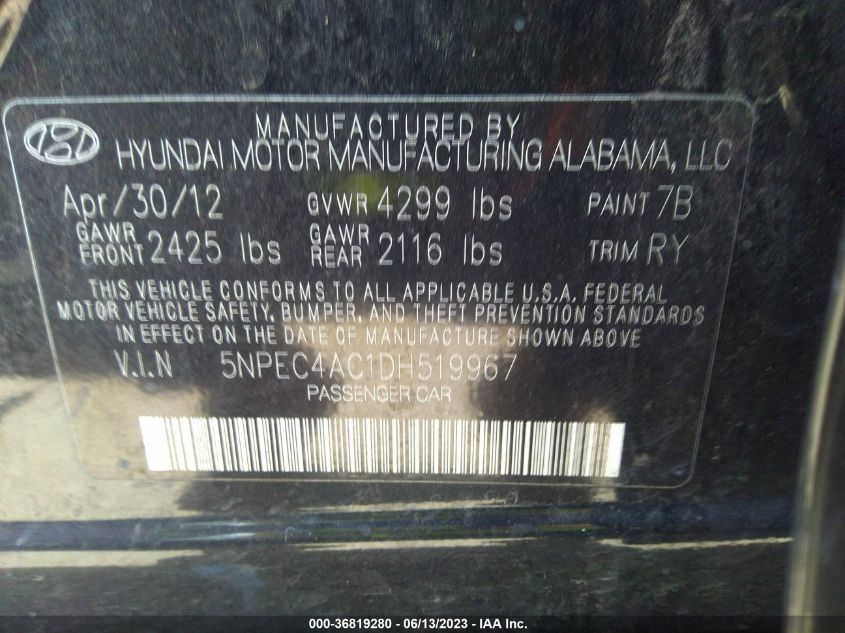 MANUFACTURED BY
HYUNDAI MOTOR MANUFACTURING ALABAMA, LLC
Apr/30/12 GVWR 4299 lbs PAINT 7B
GAWR FRONT 2425 lbs GAWR REAR 2116 lbs TRIM RY
THIS VEHICLE CONFORMS TO ALL APPLICABLE U.S.A. FEDERAL
MOTOR VEHICLE SAFETY, BUMPER, AND THEFT PREVENTION STANDARDS
IN EFFECT ON THE DATE OF MANUFACTURE SHOWN ABOVE
V.I.N 5NPEC4AC1DH519967
PASSENGER CAR
000-36819280 - 06/13/2023 - IAA Inc.